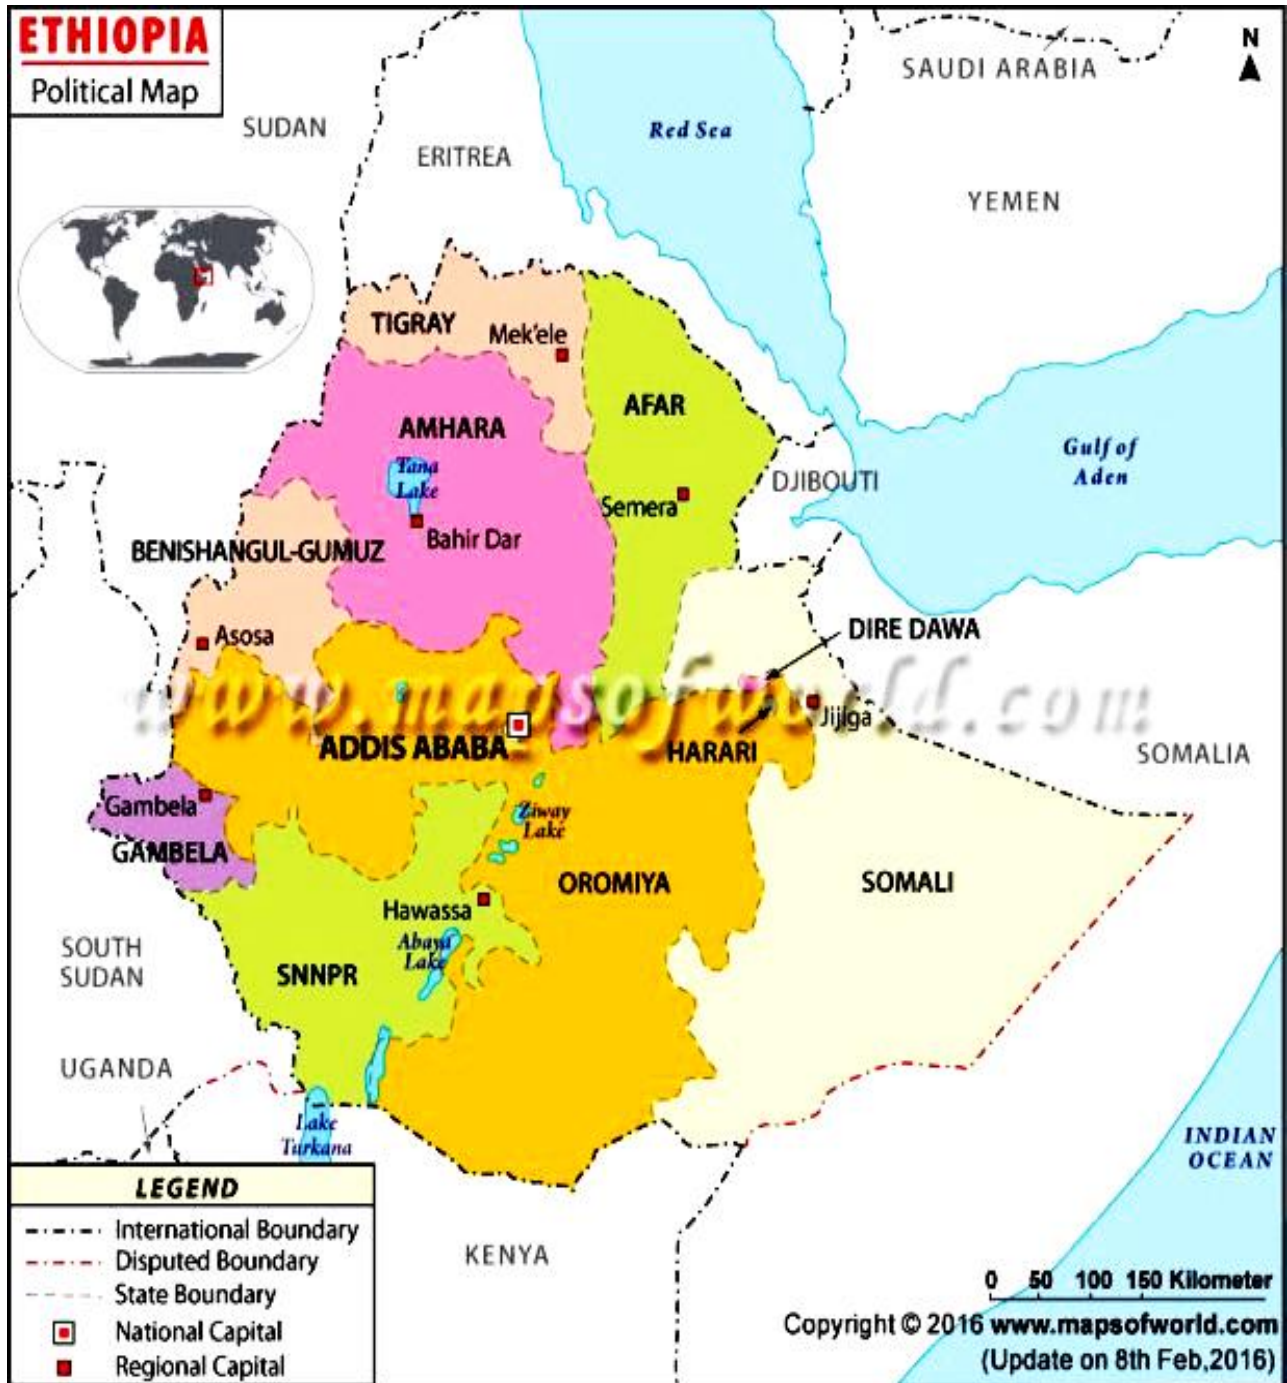 ETHIOPIA
Political Map
N
SAUDI ARABIA
SUDAN
Red Sea
ERITREA
YEMEN
TIGRAY
Mek'ele
AFAR
AMHARA
Gulf of
Aden
Tana
Lake
DJIBOUTI
Semera
Bahir Dar
BENISHANGUL-GUMUZ
Asosa
DIRE DAWA
www.mapsofworld.com
Jijiga
ADDIS ABABA
HARARI
SOMALIA
Gambela
Ziway
Lake
GAMBELA
OROMIYA
SOMALI
Hawassa
Abaya
Lake
SOUTH
SUDAN
SNNPR
UGANDA
Lake
Turkana
INDIAN
OCEAN
LEGEND
International Boundary
Disputed Boundary
State Boundary
National Capital
Regional Capital
KENYA
0 50 100 150 Kilometer
Copyright © 2016 www.mapsofworld.com
(Update on 8th Feb,2016)